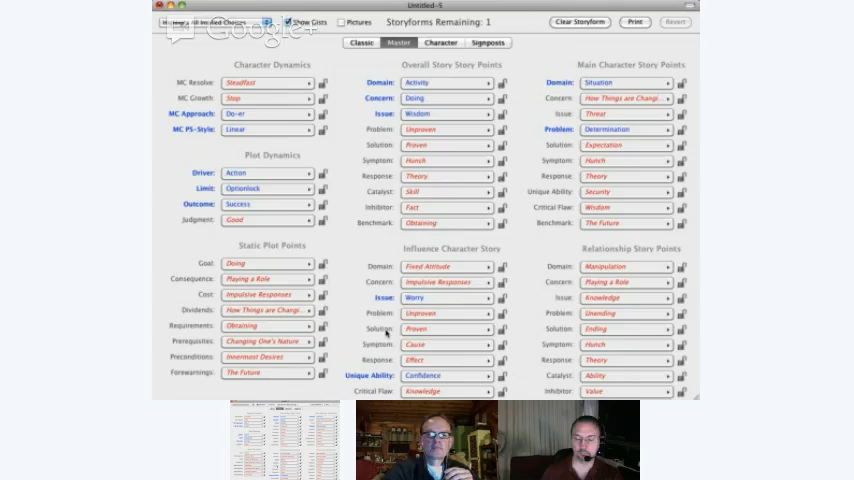 Untitled-5
Show Gists
Pictures
Storyforms Remaining: 1
Clear Storyform
Print
Revert
Google+
Classic
Master
Character
Signposts
Character Dynamics
MC Resolve: Steadfast
MC Growth: Stop
MC Approach: Do-er
MC PS-Style: Linear
Plot Dynamics
Driver: Action
Limit: Optionlock
Outcome: Success
Judgment: Good
Static Plot Points
Goal: Doing
Consequence: Playing a Role
Cost: Impulsive Responses
Dividends: How Things are Changi...
Requirements: Obtaining
Prerequisites: Changing One's Nature
Preconditions: Innermost Desires
Forewarnings: The Future
Overall Story Story Points
Domain: Activity
Concern: Doing
Issue: Wisdom
Problem: Unproven
Solution: Proven
Symptom: Hunch
Response: Theory
Catalyst: Skill
Inhibitor: Fact
Benchmark: Obtaining
Influence Character Story
Domain: Fixed Attitude
Concern: Impulsive Responses
Issue: Worry
Problem: Unproven
Solution: Proven
Symptom: Cause
Response: Effect
Unique Ability: Confidence
Critical Flaw: Knowledge
Main Character Story Points
Domain: Situation
Concern: How Things are Changi...
Issue: Threat
Problem: Determination
Solution: Expectation
Symptom: Hunch
Response: Theory
Unique Ability: Security
Critical Flaw: Wisdom
Benchmark: The Future
Relationship Story Points
Domain: Manipulation
Concern: Playing a Role
Issue: Knowledge
Problem: Unending
Solution: Ending
Symptom: Hunch
Response: Theory
Catalyst: Ability
Inhibitor: Value